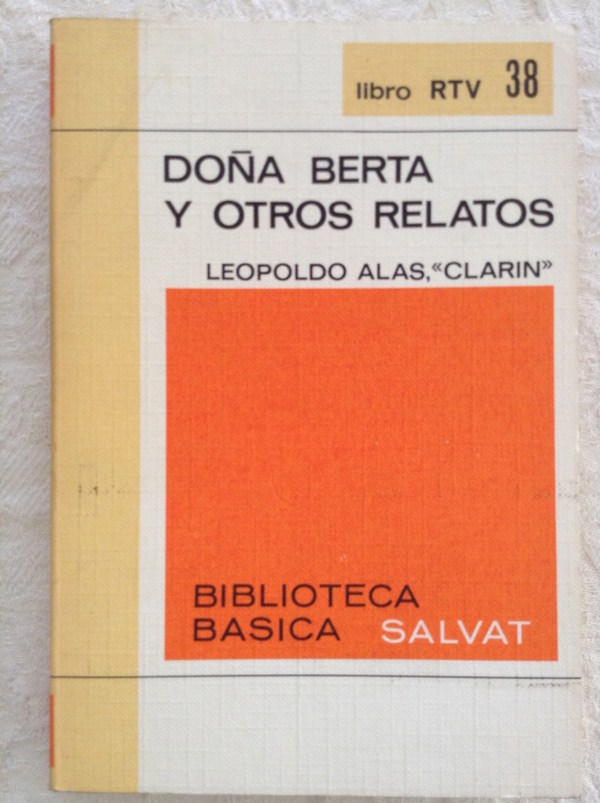 libro RTV 38
DOÑA BERTA
Y OTROS RELATOS
LEOPOLDO ALAS, «CLARIN»
BIBLIOTECA
BASICA SALVAT